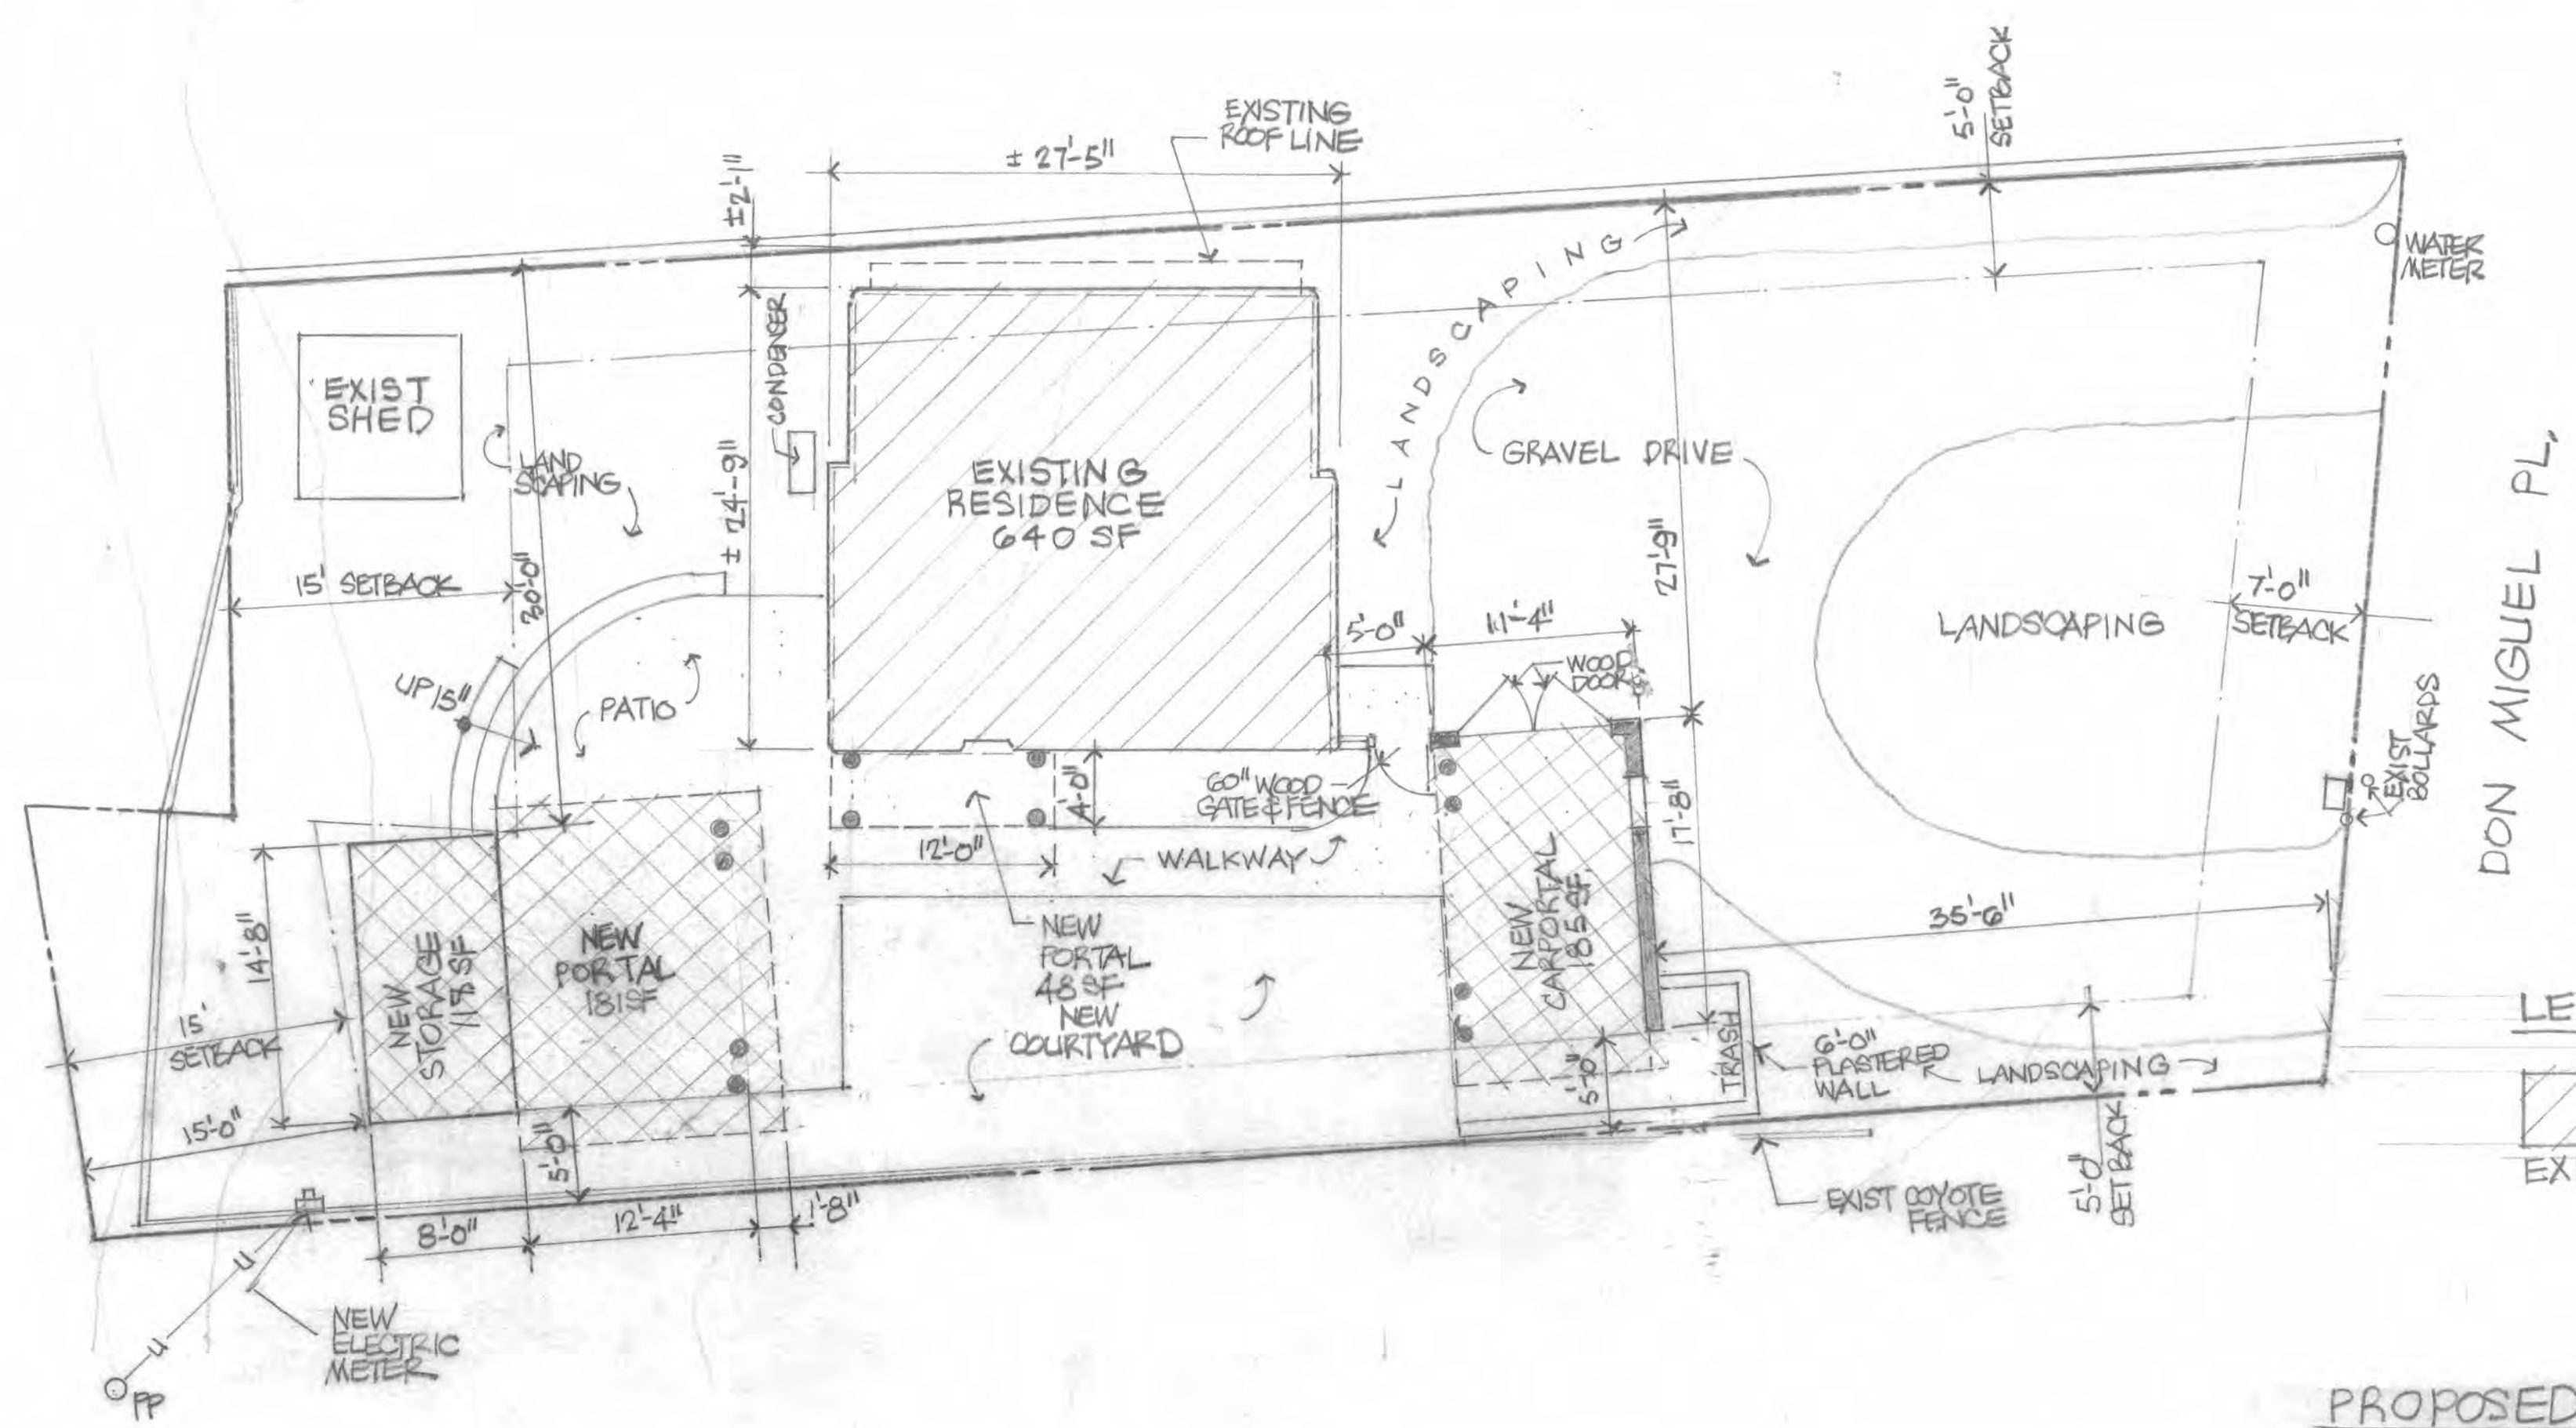 5'-0"
SETBACK
EXISTING
ROOF LINE
± 27'-5"
±2'-1"
WATER
METER
LANDSCAPING
CONDENSER
EXIST
SHED
LAND
SCAPING
± 24'-9"
EXISTING
RESIDENCE
640 SF
GRAVEL DRIVE
27'-9"
DON MIGUEL PL.
15' SETBACK
30'-0"
5'-0"
11'-4"
LANDSCAPING
7'-0"
SETBACK
WOOD
DOORS
UP 15"
PATIO
EXIST
BOLLARDS
60" WOOD
GATE & FENCE
4'-0"
12'-0"
WALKWAY
17'-8"
NEW
CARPORTAL
185 SF
35'-6"
14'-8"
NEW
STORAGE
118 SF
NEW
PORTAL
181 SF
NEW
PORTAL
48 SF
NEW
COURTYARD
15'
SETBACK
15'-0"
5'-0"
5'-0"
TRASH
6'-0"
PLASTERED
WALL
LANDSCAPING
5'-0"
SETBACK
LE
EX
EXIST COYOTE
FENCE
8'-0"
12'-4"
1'-8"
U
U
NEW
ELECTRIC
METER
PP
PROPOSED